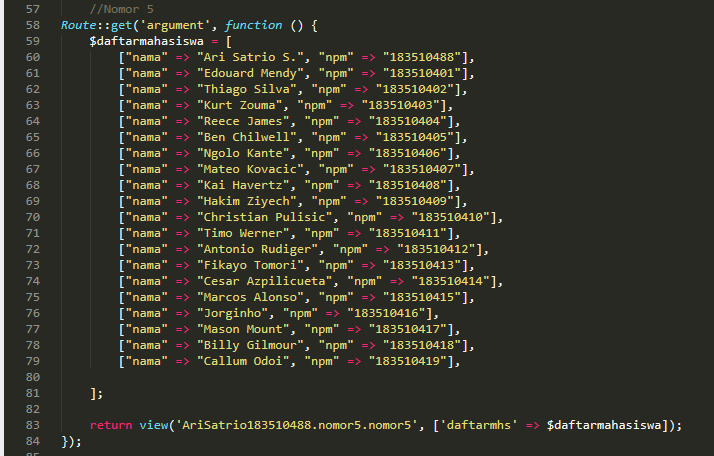 57 //Nomor 5
58 Route::get('argument', function () {
59 $daftarmahasiswa = [
60 ["nama" => "Ari Satrio S.", "npm" => "183510488"],
61 ["nama" => "Edouard Mendy", "npm" => "183510401"],
62 ["nama" => "Thiago Silva", "npm" => "183510402"],
63 ["nama" => "Kurt Zouma", "npm" => "183510403"],
64 ["nama" => "Reece James", "npm" => "183510404"],
65 ["nama" => "Ben Chilwell", "npm" => "183510405"],
66 ["nama" => "Ngolo Kante", "npm" => "183510406"],
67 ["nama" => "Mateo Kovacic", "npm" => "183510407"],
68 ["nama" => "Kai Havertz", "npm" => "183510408"],
69 ["nama" => "Hakim Ziyech", "npm" => "183510409"],
70 ["nama" => "Christian Pulisic", "npm" => "183510410"],
71 ["nama" => "Timo Werner", "npm" => "183510411"],
72 ["nama" => "Antonio Rudiger", "npm" => "183510412"],
73 ["nama" => "Fikayo Tomori", "npm" => "183510413"],
74 ["nama" => "Cesar Azpilicueta", "npm" => "183510414"],
75 ["nama" => "Marcos Alonso", "npm" => "183510415"],
76 ["nama" => "Jorginho", "npm" => "183510416"],
77 ["nama" => "Mason Mount", "npm" => "183510417"],
78 ["nama" => "Billy Gilmour", "npm" => "183510418"],
79 ["nama" => "Callum Odoi", "npm" => "183510419"],
80
81 ];
82
83 return view('AriSatrio183510488.nomor5.nomor5', ['daftarmhs' => $daftarmahasiswa]);
84 });